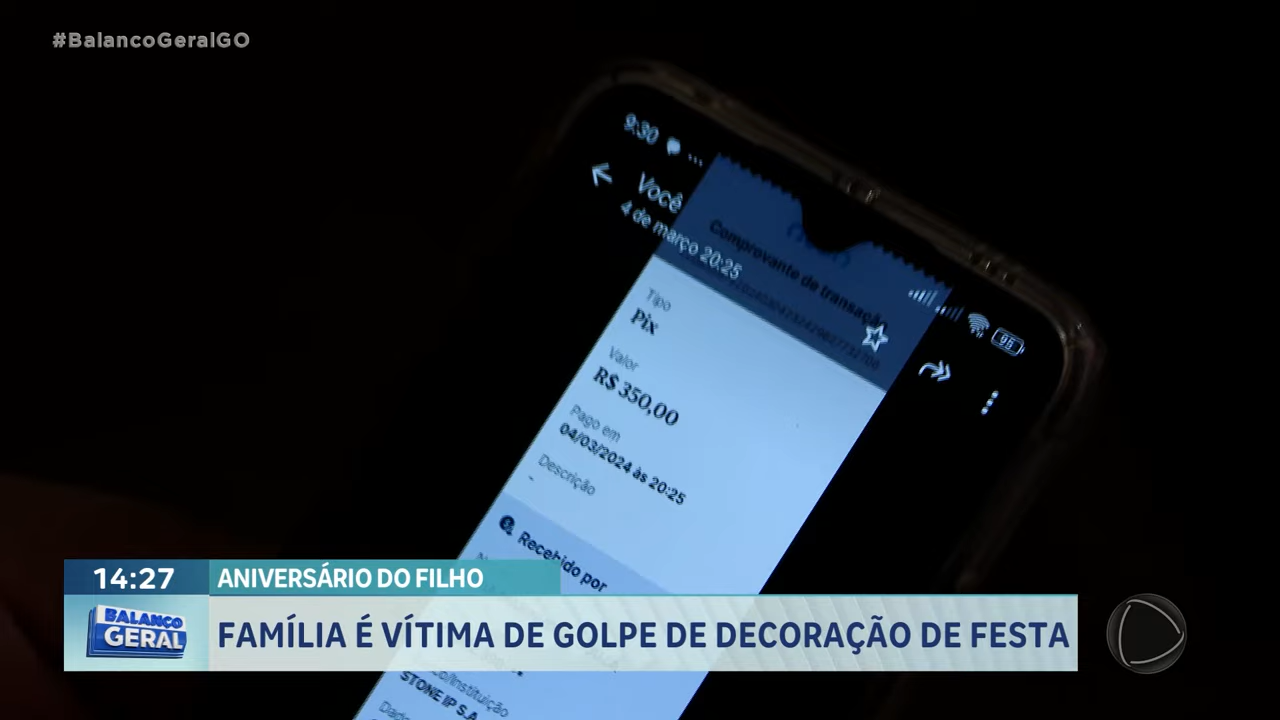 #BalancoGeralGO
9:30
Você
4 de março 20:25
Comprovante de transação
95
Tipo
Pix
Valor
R$ 350,00
Pago em
04/03/2024 às 20:25
Descrição
-
Recebido por
STONE IP S.A.
14:27
ANIVERSÁRIO DO FILHO
BALANÇO
GERAL
FAMÍLIA É VÍTIMA DE GOLPE DE DECORAÇÃO DE FESTA